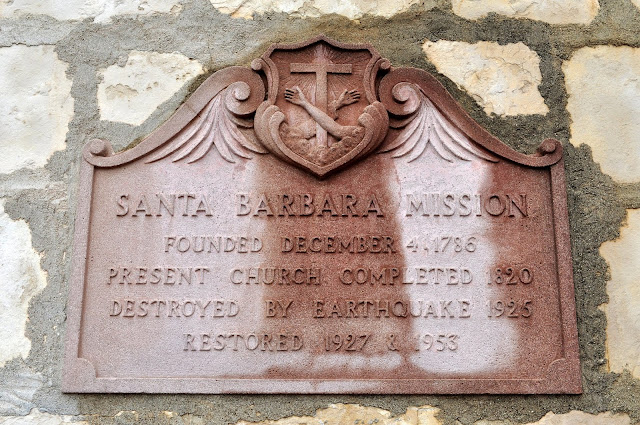 SANTA BARBARA MISSION
FOUNDED DECEMBER 4, 1786
PRESENT CHURCH COMPLETED 1820
DESTROYED BY EARTHQUAKE 1925
RESTORED 1927 & 1953